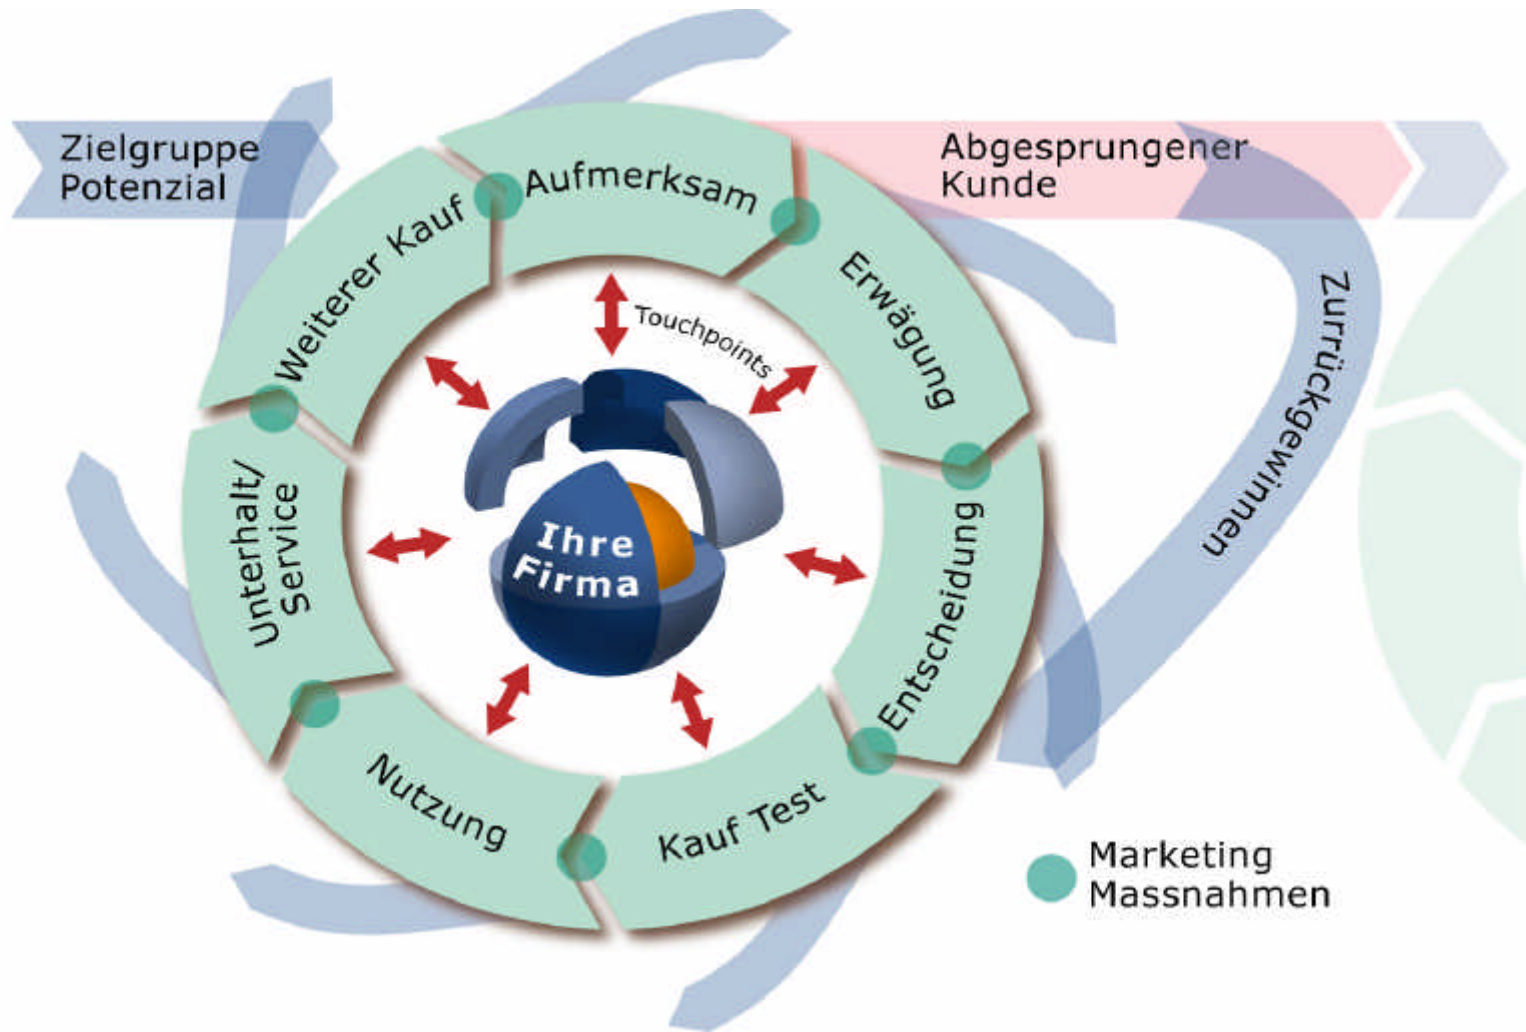 Zielgruppe
Potenzial
Abgesprungener
Kunde
Aufmerksam
Erwägung
Entscheidung
Kauf Test
Nutzung
Unterhalt/
Service
Weiterer Kauf
Touchpoints
Ihre
Firma
Zurrückgewinnen
Marketing
Massnahmen